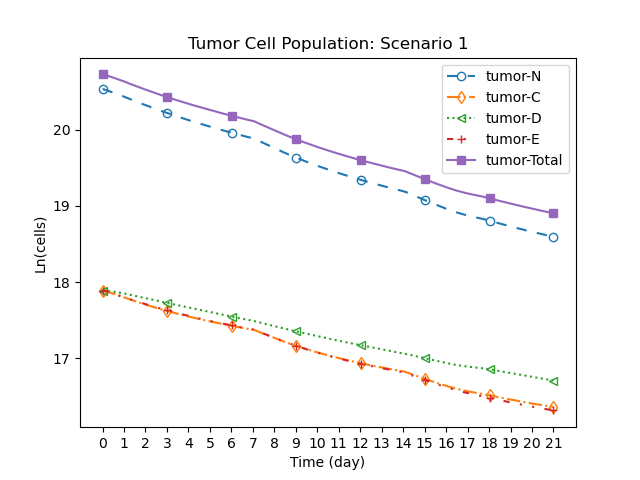 Tumor Cell Population: Scenario 1
tumor-N
tumor-C
tumor-D
tumor-E
tumor-Total
Ln(cells)
20
19
18
17
0 1 2 3 4 5 6 7 8 9 10 11 12 13 14 15 16 17 18 19 20 21
Time (day)